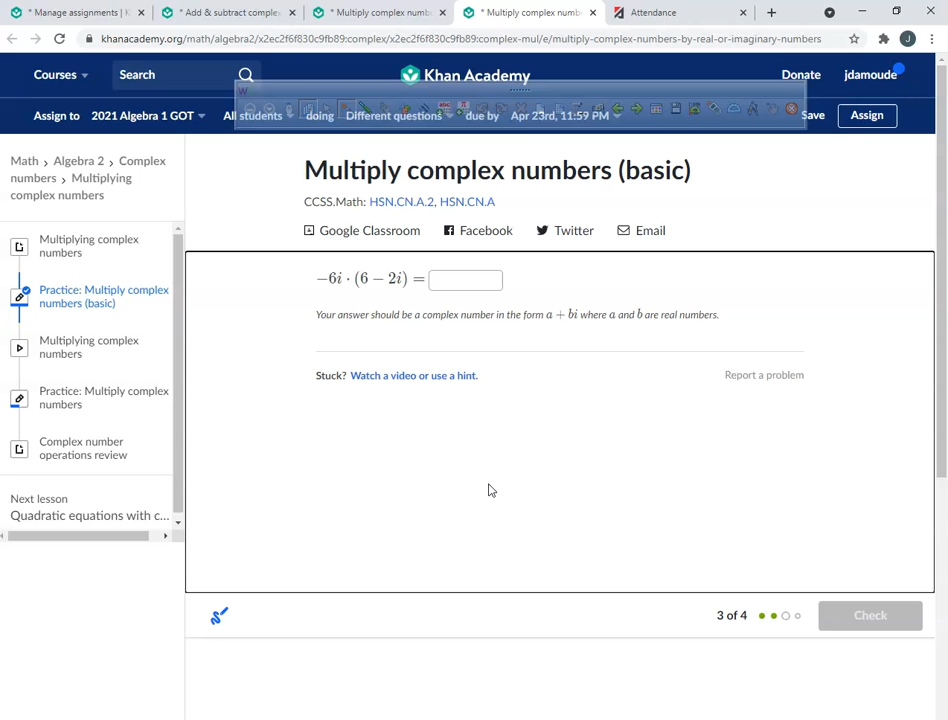 * Manage assignments | K
* Add & subtract comple
* Multiply complex numb
* Multiply complex numb
Attendance
khanacademy.org/math/algebra2/x2ec2f6f830c9fb89:complex/x2ec2f6f830c9fb89:complex-mul/e/multiply-complex-numbers-by-real-or-imaginary-numbers
J
Courses
Search
Khan Academy
Donate
jdamoude
Assign to
2021 Algebra 1 GOT
All students
doing
Different questions
due by
Apr 23rd, 11:59 PM
Save
Assign
Math > Algebra 2 > Complex
numbers > Multiplying
complex numbers
Multiplying complex
numbers
Practice: Multiply complex
numbers (basic)
Multiplying complex
numbers
Practice: Multiply complex
numbers
Complex number
operations review
Next lesson
Quadratic equations with c...
Multiply complex numbers (basic)
CCSS.Math: HSN.CN.A.2, HSN.CN.A
Google Classroom
Facebook
Twitter
Email
−6i · (6 − 2i) =
Your answer should be a complex number in the form a + bi where a and b are real numbers.
Stuck? Watch a video or use a hint.
Report a problem
3 of 4
Check